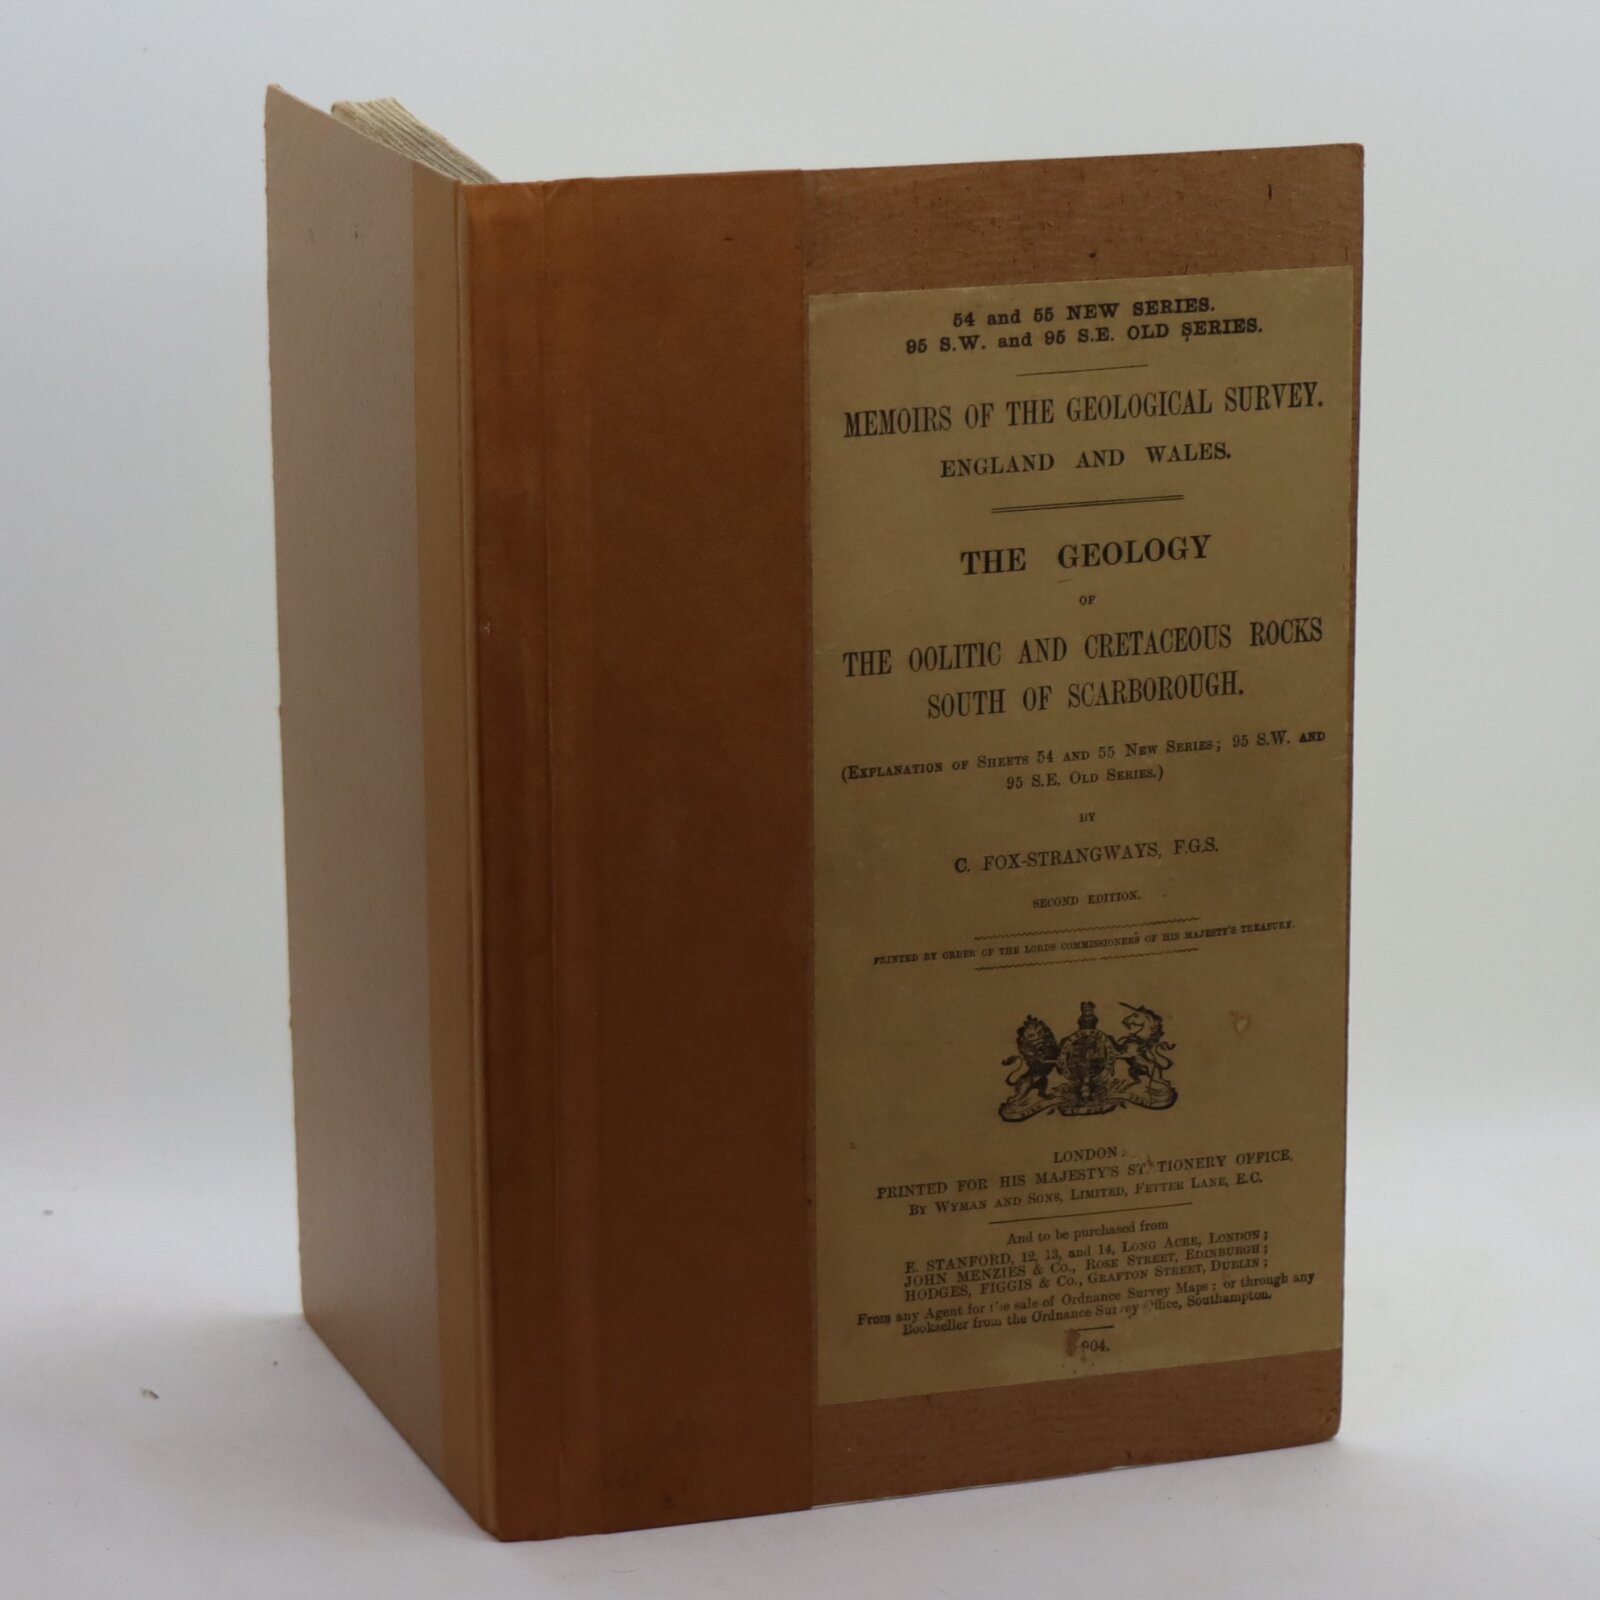 54 and 55 NEW SERIES.
95 S.W. and 95 S.E. OLD SERIES.
MEMOIRS OF THE GEOLOGICAL SURVEY.
ENGLAND AND WALES.
THE GEOLOGY
OF
THE OOLITIC AND CRETACEOUS ROCKS
SOUTH OF SCARBOROUGH.
(EXPLANATION OF SHEETS 54 AND 55 NEW SERIES; 95 S.W. AND
95 S.E. OLD SERIES.)
BY
C. FOX-STRANGWAYS, F.G.S.
SECOND EDITION.
PRINTED BY ORDER OF THE LORDS COMMISSIONERS OF HIS MAJESTY'S TREASURY.
LONDON:
PRINTED FOR HIS MAJESTY'S ST TIONERY OFFICE,
BY WYMAN AND SONS, LIMITED, FETTER LANE, E.C.
And to be purchased from
E. STANFORD, 12, 13, and 14, LONG ACRE, LONDON;
JOHN MENZIES & Co., ROSE STREET, EDINBURGH;
HODGES, FIGGIS & Co., GRAFTON STREET, DUBLIN;
From any Agent for the sale of Ordnance Survey Maps; or through any
Bookseller from the Ordnance Survey Office, Southampton.
904.